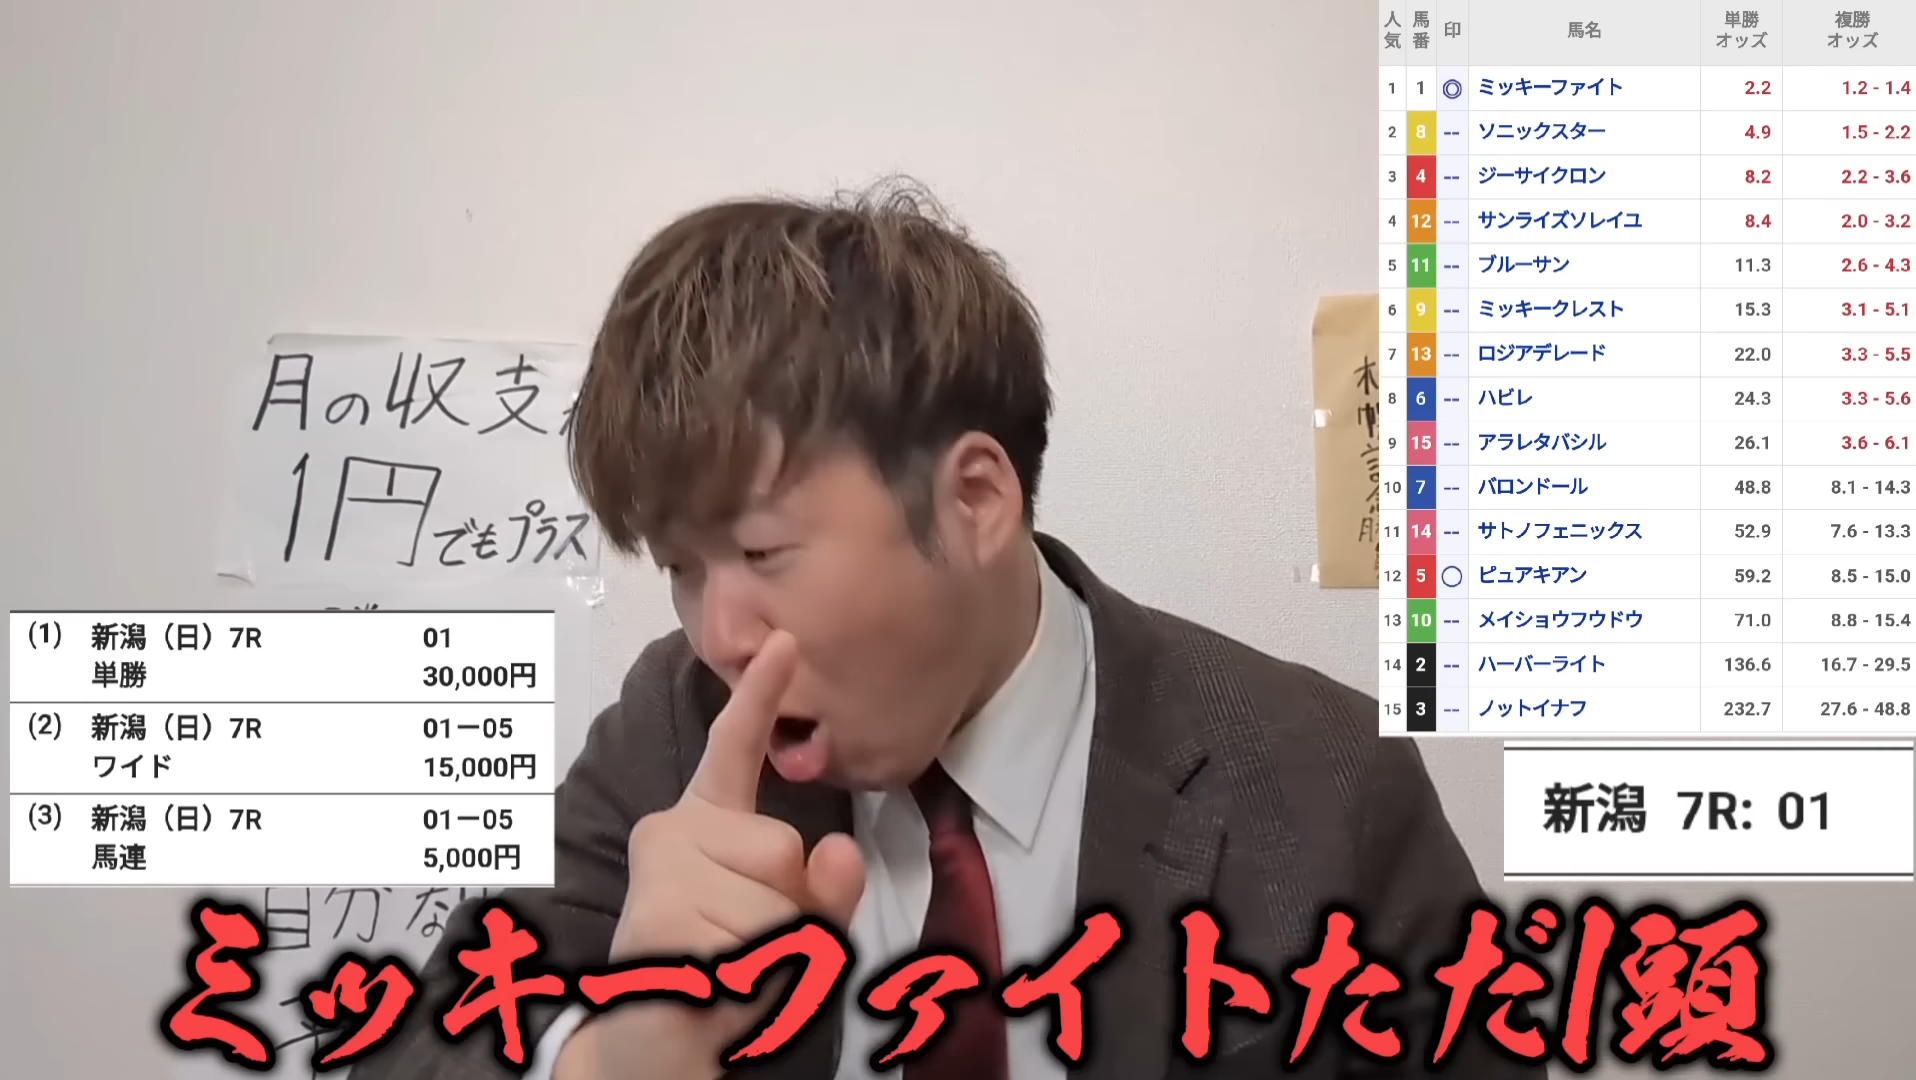 月の収支
1円でもプラス
自分な
(1) 新潟（日）7R 01
単勝 30,000円
(2) 新潟（日）7R 01－05
ワイド 15,000円
(3) 新潟（日）7R 01－05
馬連 5,000円
人気 馬番 印 馬名 単勝オッズ 複勝オッズ
1 1 ◎ ミッキーファイト 2.2 1.2 - 1.4
2 8 -- ソニックスター 4.9 1.5 - 2.2
3 4 -- ジーサイクロン 8.2 2.2 - 3.6
4 12 -- サンライズソレイユ 8.4 2.0 - 3.2
5 11 -- ブルーサン 11.3 2.6 - 4.3
6 9 -- ミッキークレスト 15.3 3.1 - 5.1
7 13 -- ロジアデレード 22.0 3.3 - 5.5
8 6 -- ハビレ 24.3 3.3 - 5.6
9 15 -- アラレタバシル 26.1 3.6 - 6.1
10 7 -- バロンドール 48.8 8.1 - 14.3
11 14 -- サトノフェニックス 52.9 7.6 - 13.3
12 5 ○ ピュアキアン 59.2 8.5 - 15.0
13 10 -- メイショウフウドウ 71.0 8.8 - 15.4
14 2 -- ハーバーライト 136.6 16.7 - 29.5
15 3 -- ノットイナフ 232.7 27.6 - 48.8
新潟 7R: 01
ミッキーファイトただ1頭